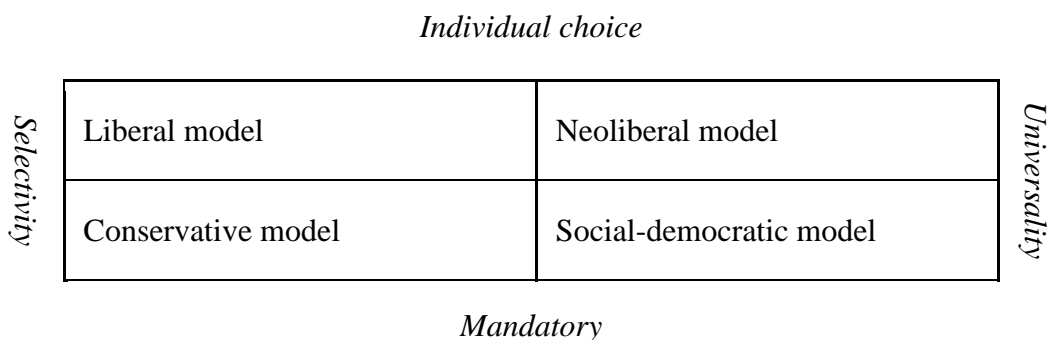 Individual choice
Selectivity
Liberal model
Neoliberal model
Universality
Conservative model
Social-democratic model
Mandatory